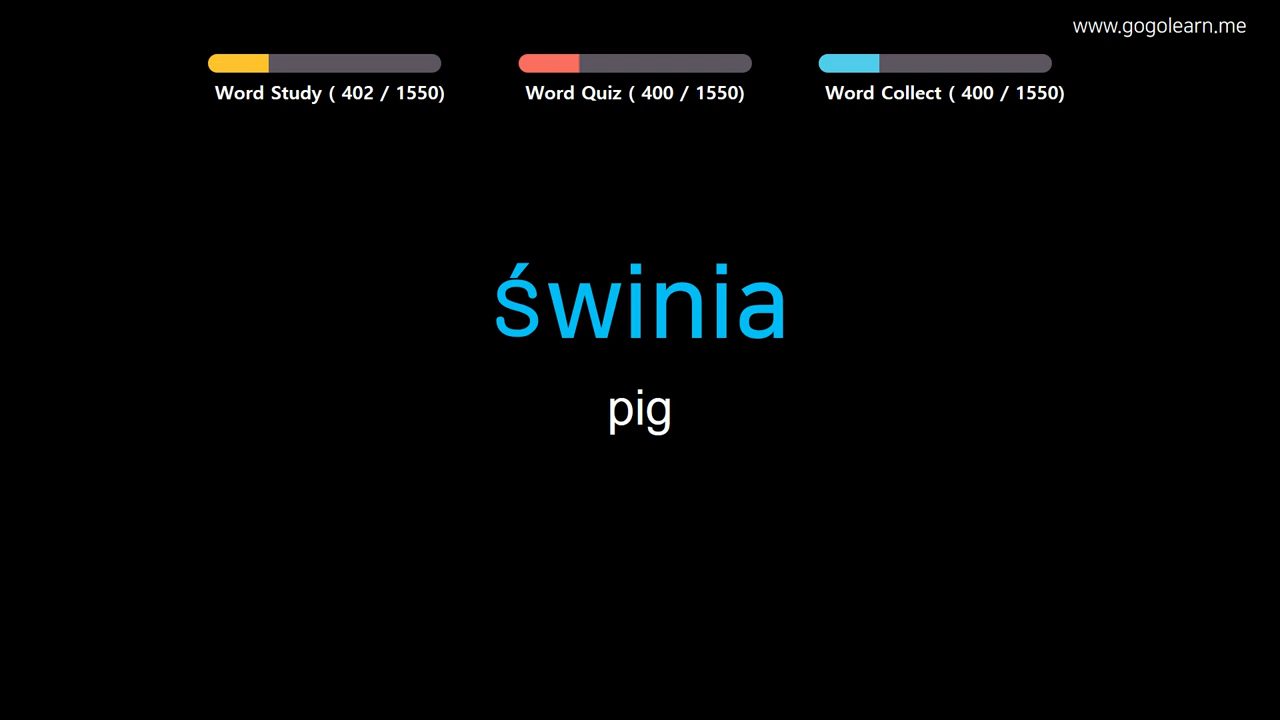 www.gogolearn.me
Word Study ( 402 / 1550)
Word Quiz ( 400 / 1550)
Word Collect ( 400 / 1550)
świnia
pig